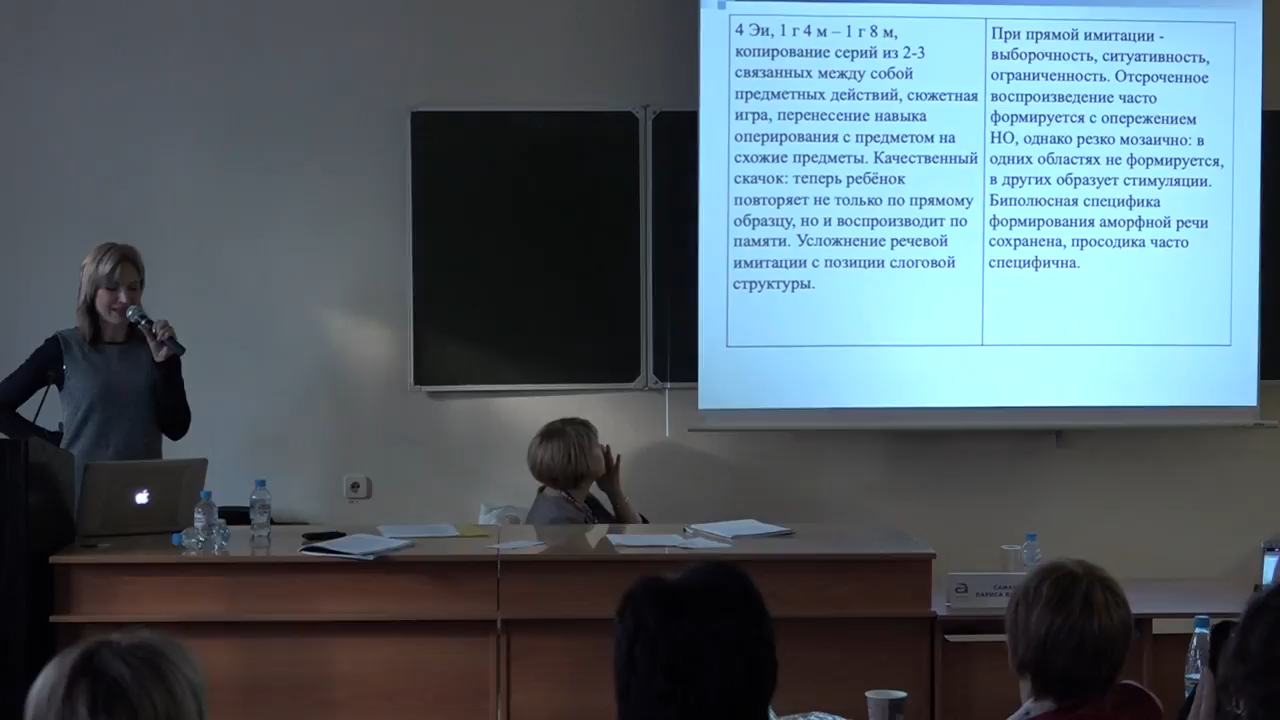 4 Эи, 1 г 4 м – 1 г 8 м,
копирование серий из 2-3
связанных между собой
предметных действий, сюжетная
игра, перенесение навыка
оперирования с предметом на
схожие предметы. Качественный
скачок: теперь ребёнок
повторяет не только по прямому
образцу, но и воспроизводит по
памяти. Усложнение речевой
имитации с позиции слоговой
структуры.
При прямой имитации -
выборочность, ситуативность,
ограниченность. Отсроченное
воспроизведение часто
формируется с опережением
НО, однако резко мозаично: в
одних областях не формируется,
в других образует стимуляции.
Биполюсная специфика
формирования аморфной речи
сохранена, просодика часто
специфична.